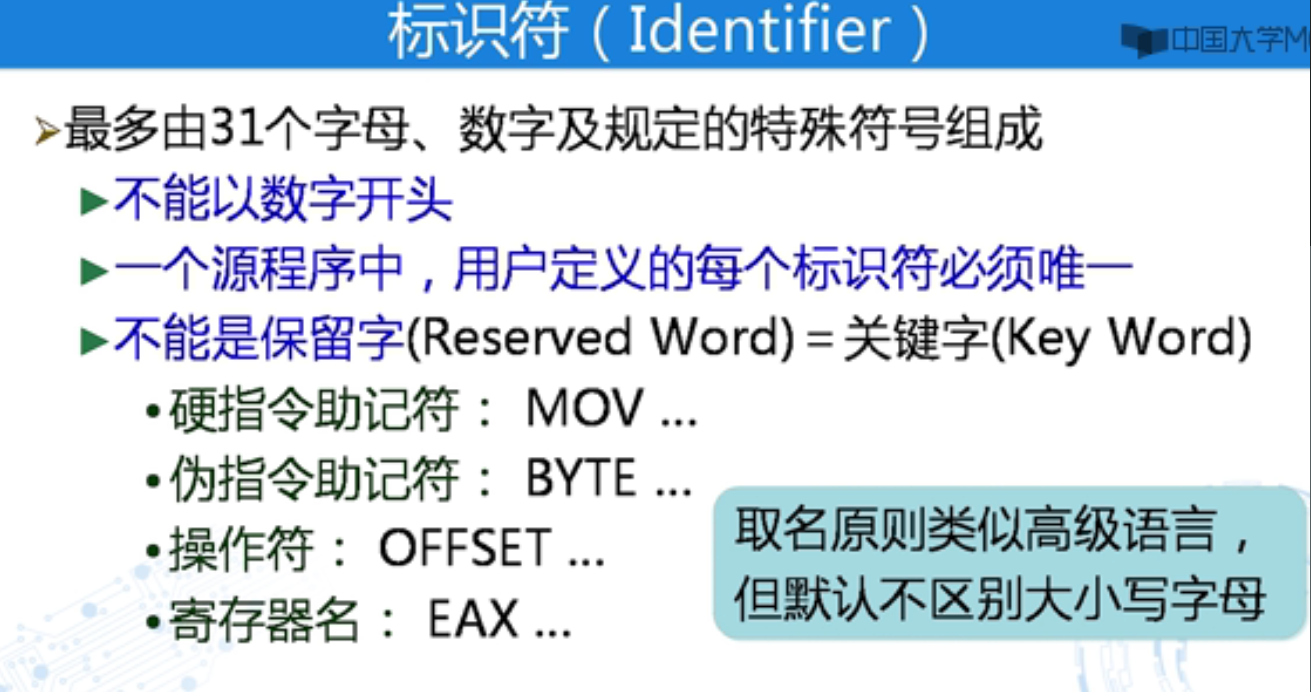 标识符（Identifier）
中国大学M
最多由31个字母、数字及规定的特殊符号组成
不能以数字开头
一个源程序中，用户定义的每个标识符必须唯一
不能是保留字(Reserved Word)＝关键字(Key Word)
•硬指令助记符： MOV ...
•伪指令助记符： BYTE ...
•操作符： OFFSET ...
•寄存器名： EAX ...
取名原则类似高级语言，
但默认不区别大小写字母